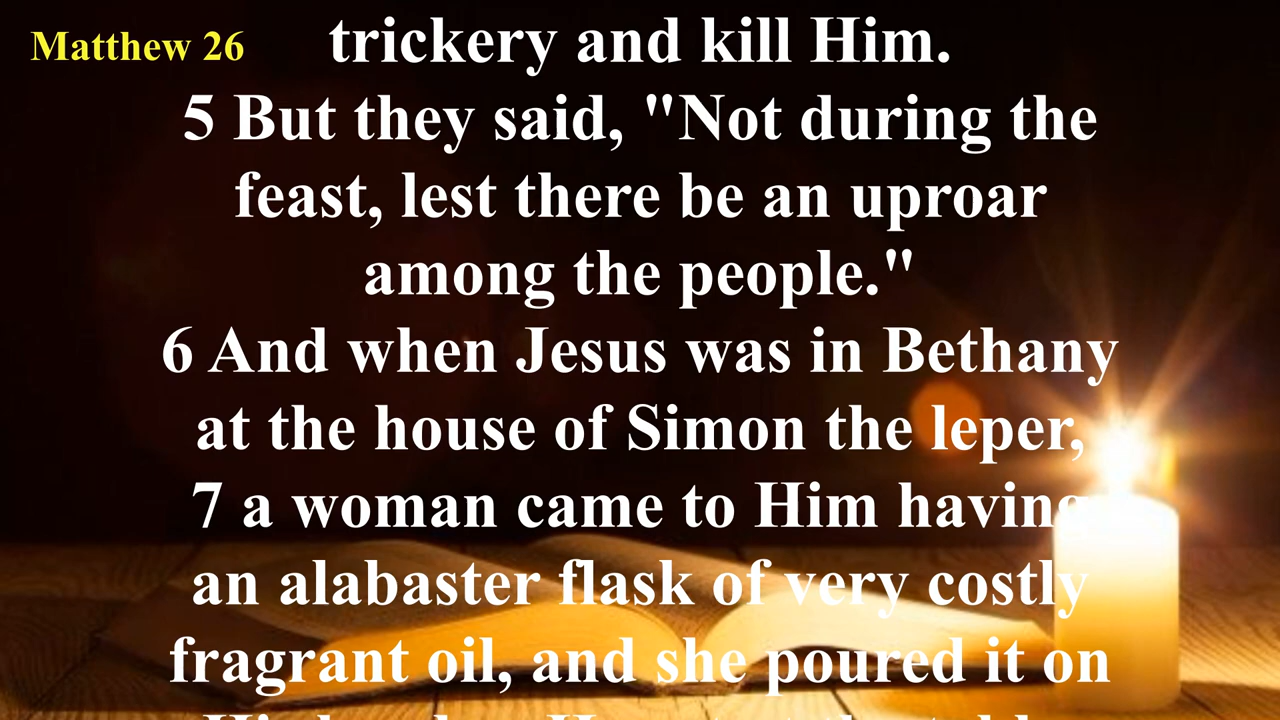 Matthew 26
trickery and kill Him.
5 But they said, "Not during the
feast, lest there be an uproar
among the people."
6 And when Jesus was in Bethany
at the house of Simon the leper,
7 a woman came to Him having
an alabaster flask of very costly
fragrant oil, and she poured it on